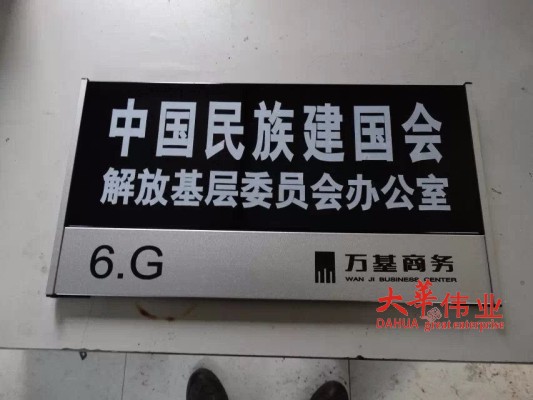 中国民族建国会
解放基层委员会办公室
6.G
万基商务
WAN JI BUSINESE CENTER
大華伟业
DAHUA great enterprise